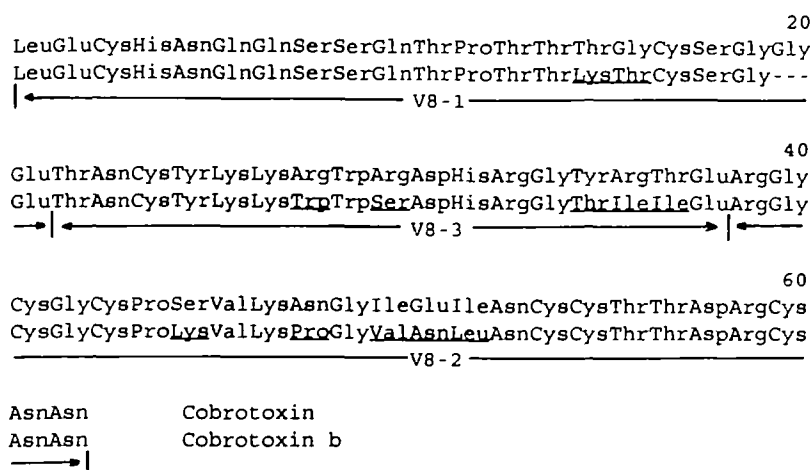 20
LeuGluCysHisAsnGlnGlnSerSerGlnThrProThrThrThrGlyCysSerGlyGly
LeuGluCysHisAsnGlnGlnSerSerGlnThrProThrThrLysThrCysSerGly---
V8-1
40
GluThrAsnCysTyrLysLysArgTrpArgAspHisArgGlyTyrArgThrGluArgGly
GluThrAsnCysTyrLysLysTrpTrpSerAspHisArgGlyThrIleIleGluArgGly
V8-3
60
CysGlyCysProSerValLysAsnGlyIleGluIleAsnCysCysThrThrAspArgCys
CysGlyCysProLysValLysProGlyValAsnLeuAsnCysCysThrThrAspArgCys
V8-2
AsnAsn Cobrotoxin
AsnAsn Cobrotoxin b